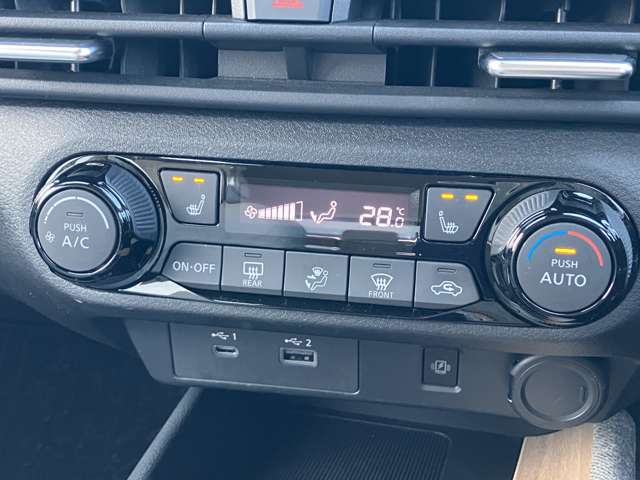 PUSH
A/C
28.0
°C
PUSH
AUTO
ON·OFF
REAR
FRONT
1
2